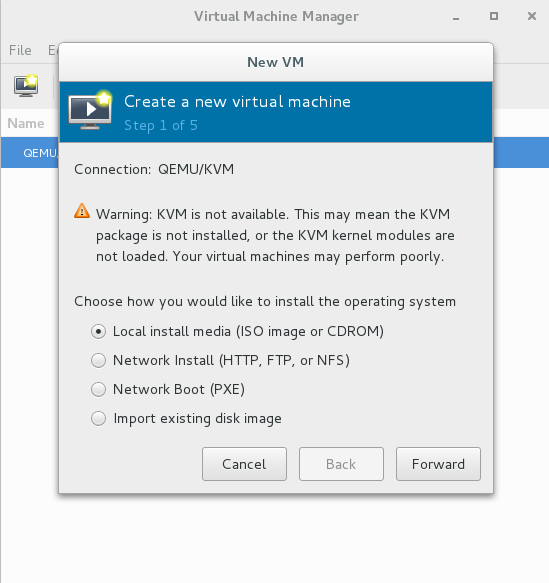 Virtual Machine Manager
File
New VM
Create a new virtual machine
Step 1 of 5
Name
QEMU/
Connection: QEMU/KVM
Warning: KVM is not available. This may mean the KVM
package is not installed, or the KVM kernel modules are
not loaded. Your virtual machines may perform poorly.
Choose how you would like to install the operating system
Local install media (ISO image or CDROM)
Network Install (HTTP, FTP, or NFS)
Network Boot (PXE)
Import existing disk image
Cancel Back Forward